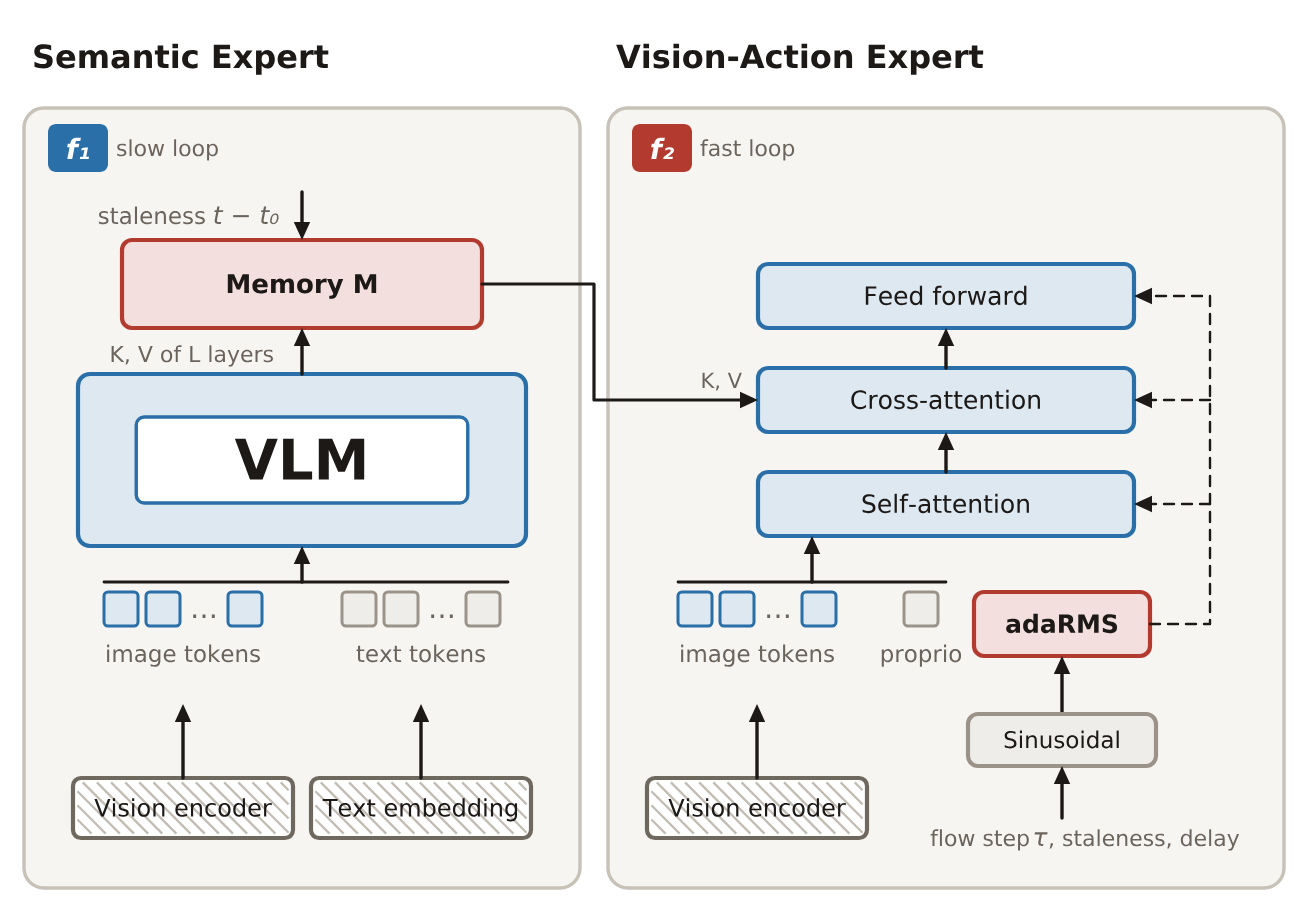 Semantic Expert
f₁ slow loop
staleness t − t₀
Memory M
K, V of L layers
VLM
...
...
image tokens
text tokens
Vision encoder
Text embedding
Vision-Action Expert
f₂ fast loop
Feed forward
K, V
Cross-attention
Self-attention
...
image tokens
proprio
adaRMS
Sinusoidal
Vision encoder
flow step τ, staleness, delay